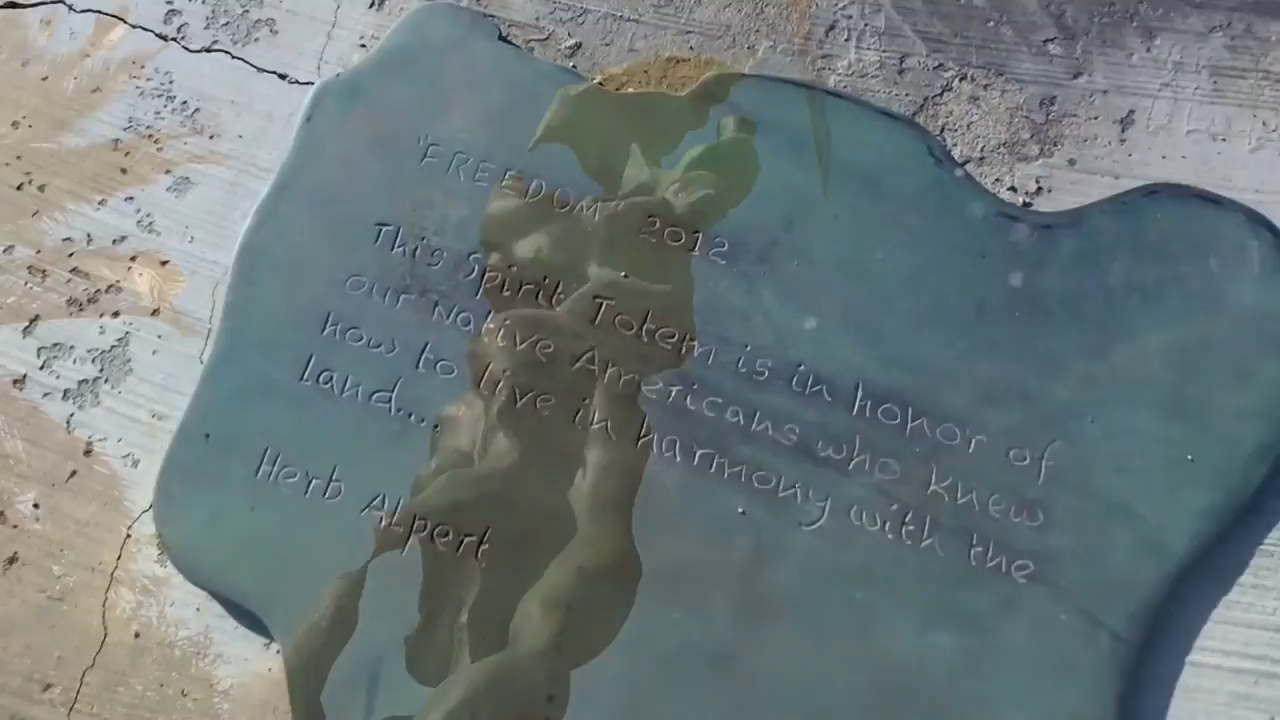 "FREEDOM" 2012
This Spirit Totem is in honor of
our Native Americans who knew
how to live in harmony with the
land...
Herb ALpert